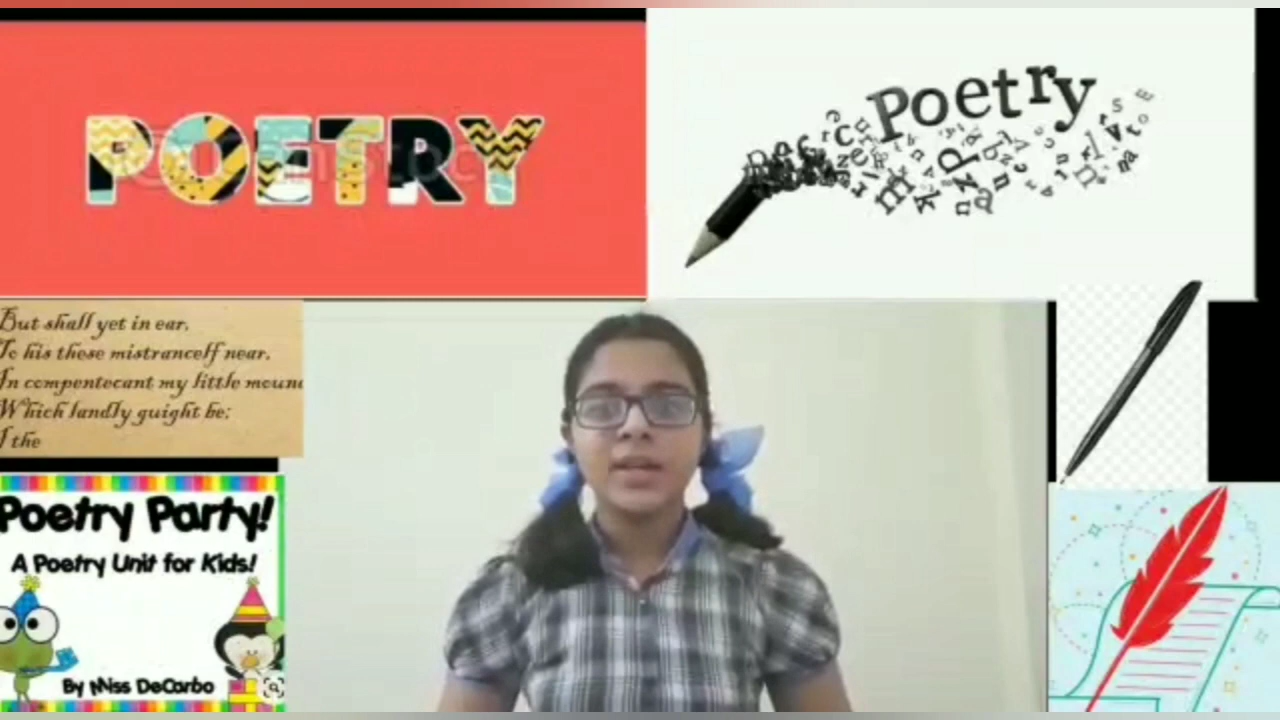 POETRY
Poetry
But shall yet in ear,
To his these mistrancelf near,
In compentecant my little moun
Which landly guight be;
I the
Poetry Party!
A Poetry Unit for Kids!
By Miss DeCarbo